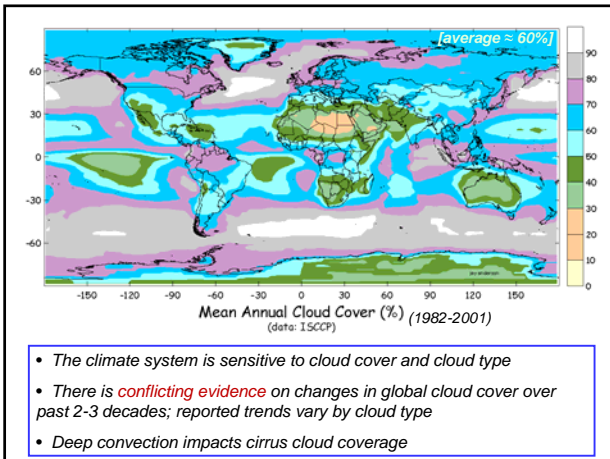 [average ≈ 60%]
60
30
0
-30
-60
90
80
70
60
50
40
30
20
10
0
-150 -120 -90 -60 -30 0 30 60 90 120 150
Mean Annual Cloud Cover (%) (1982-2001)
(data: ISCCP)
• The climate system is sensitive to cloud cover and cloud type
• There is conflicting evidence on changes in global cloud cover over
past 2-3 decades; reported trends vary by cloud type
• Deep convection impacts cirrus cloud coverage